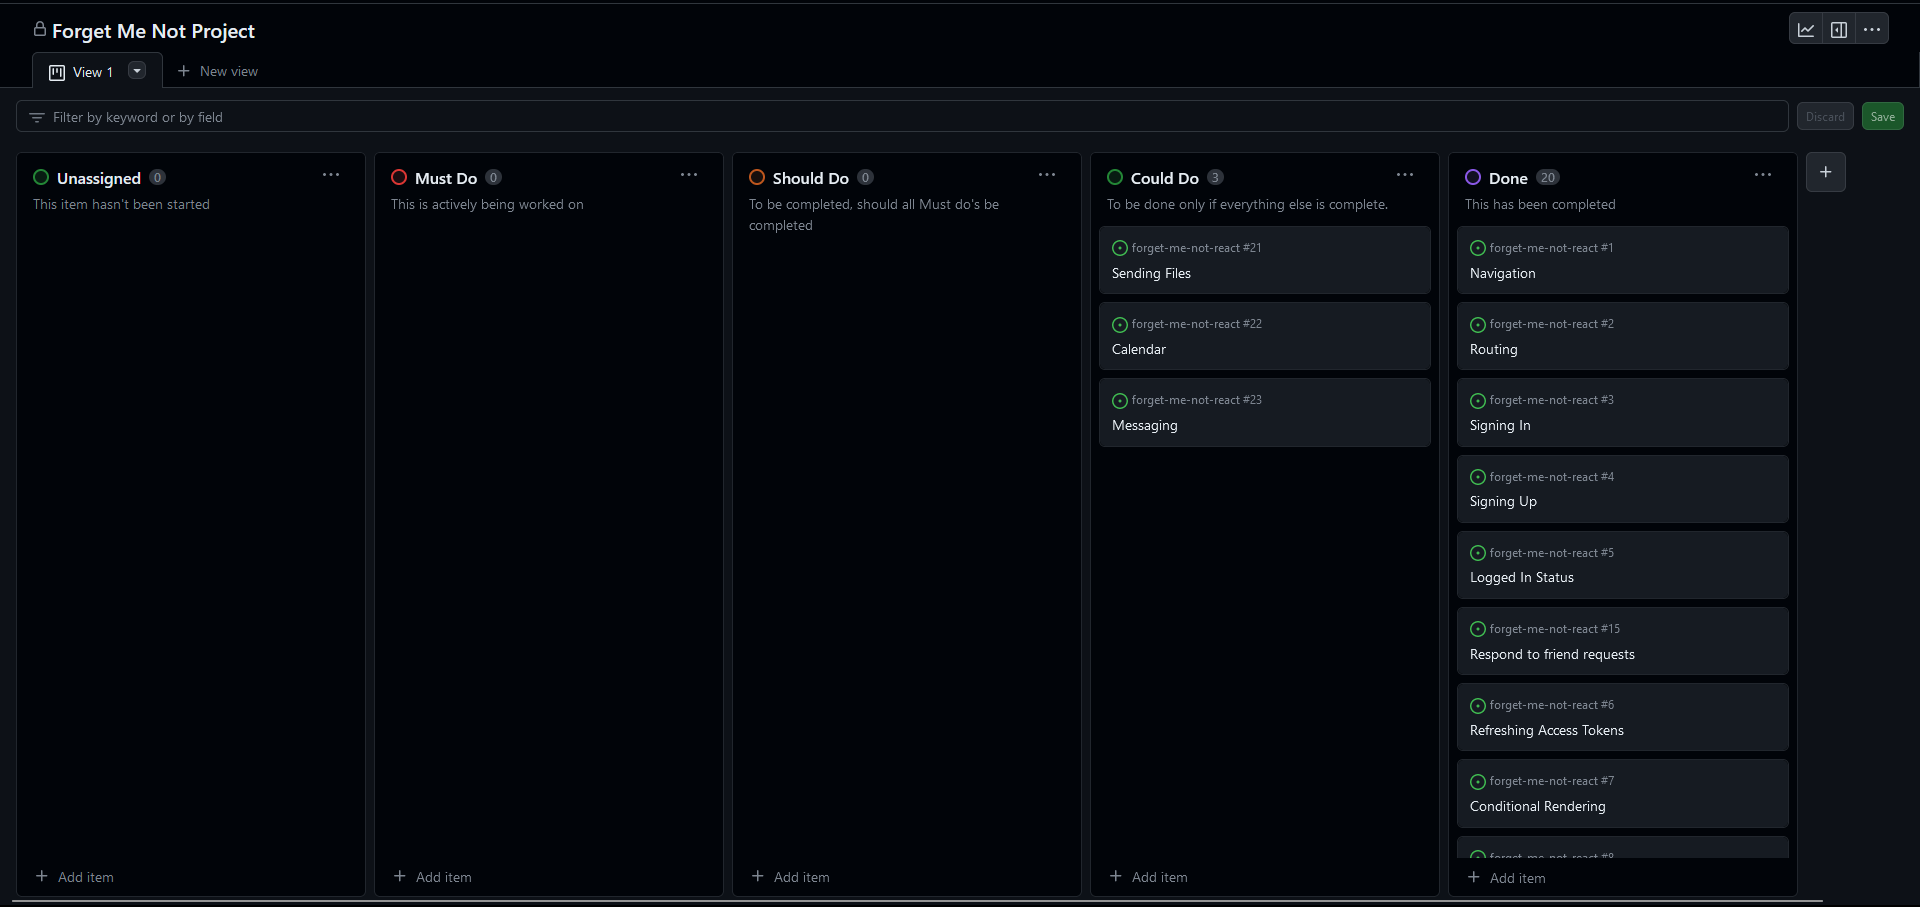 Forget Me Not Project
View 1
New view
Filter by keyword or by field
Discard
Save
Unassigned 0
This item hasn't been started
Add item
Must Do 0
This is actively being worked on
Add item
Should Do 0
To be completed, should all Must do's be
completed
Add item
Could Do 3
To be done only if everything else is complete.
forget-me-not-react #21
Sending Files
forget-me-not-react #22
Calendar
forget-me-not-react #23
Messaging
Add item
Done 20
This has been completed
forget-me-not-react #1
Navigation
forget-me-not-react #2
Routing
forget-me-not-react #3
Signing In
forget-me-not-react #4
Signing Up
forget-me-not-react #5
Logged In Status
forget-me-not-react #15
Respond to friend requests
forget-me-not-react #6
Refreshing Access Tokens
forget-me-not-react #7
Conditional Rendering
forget-me-not-react #8
Add item